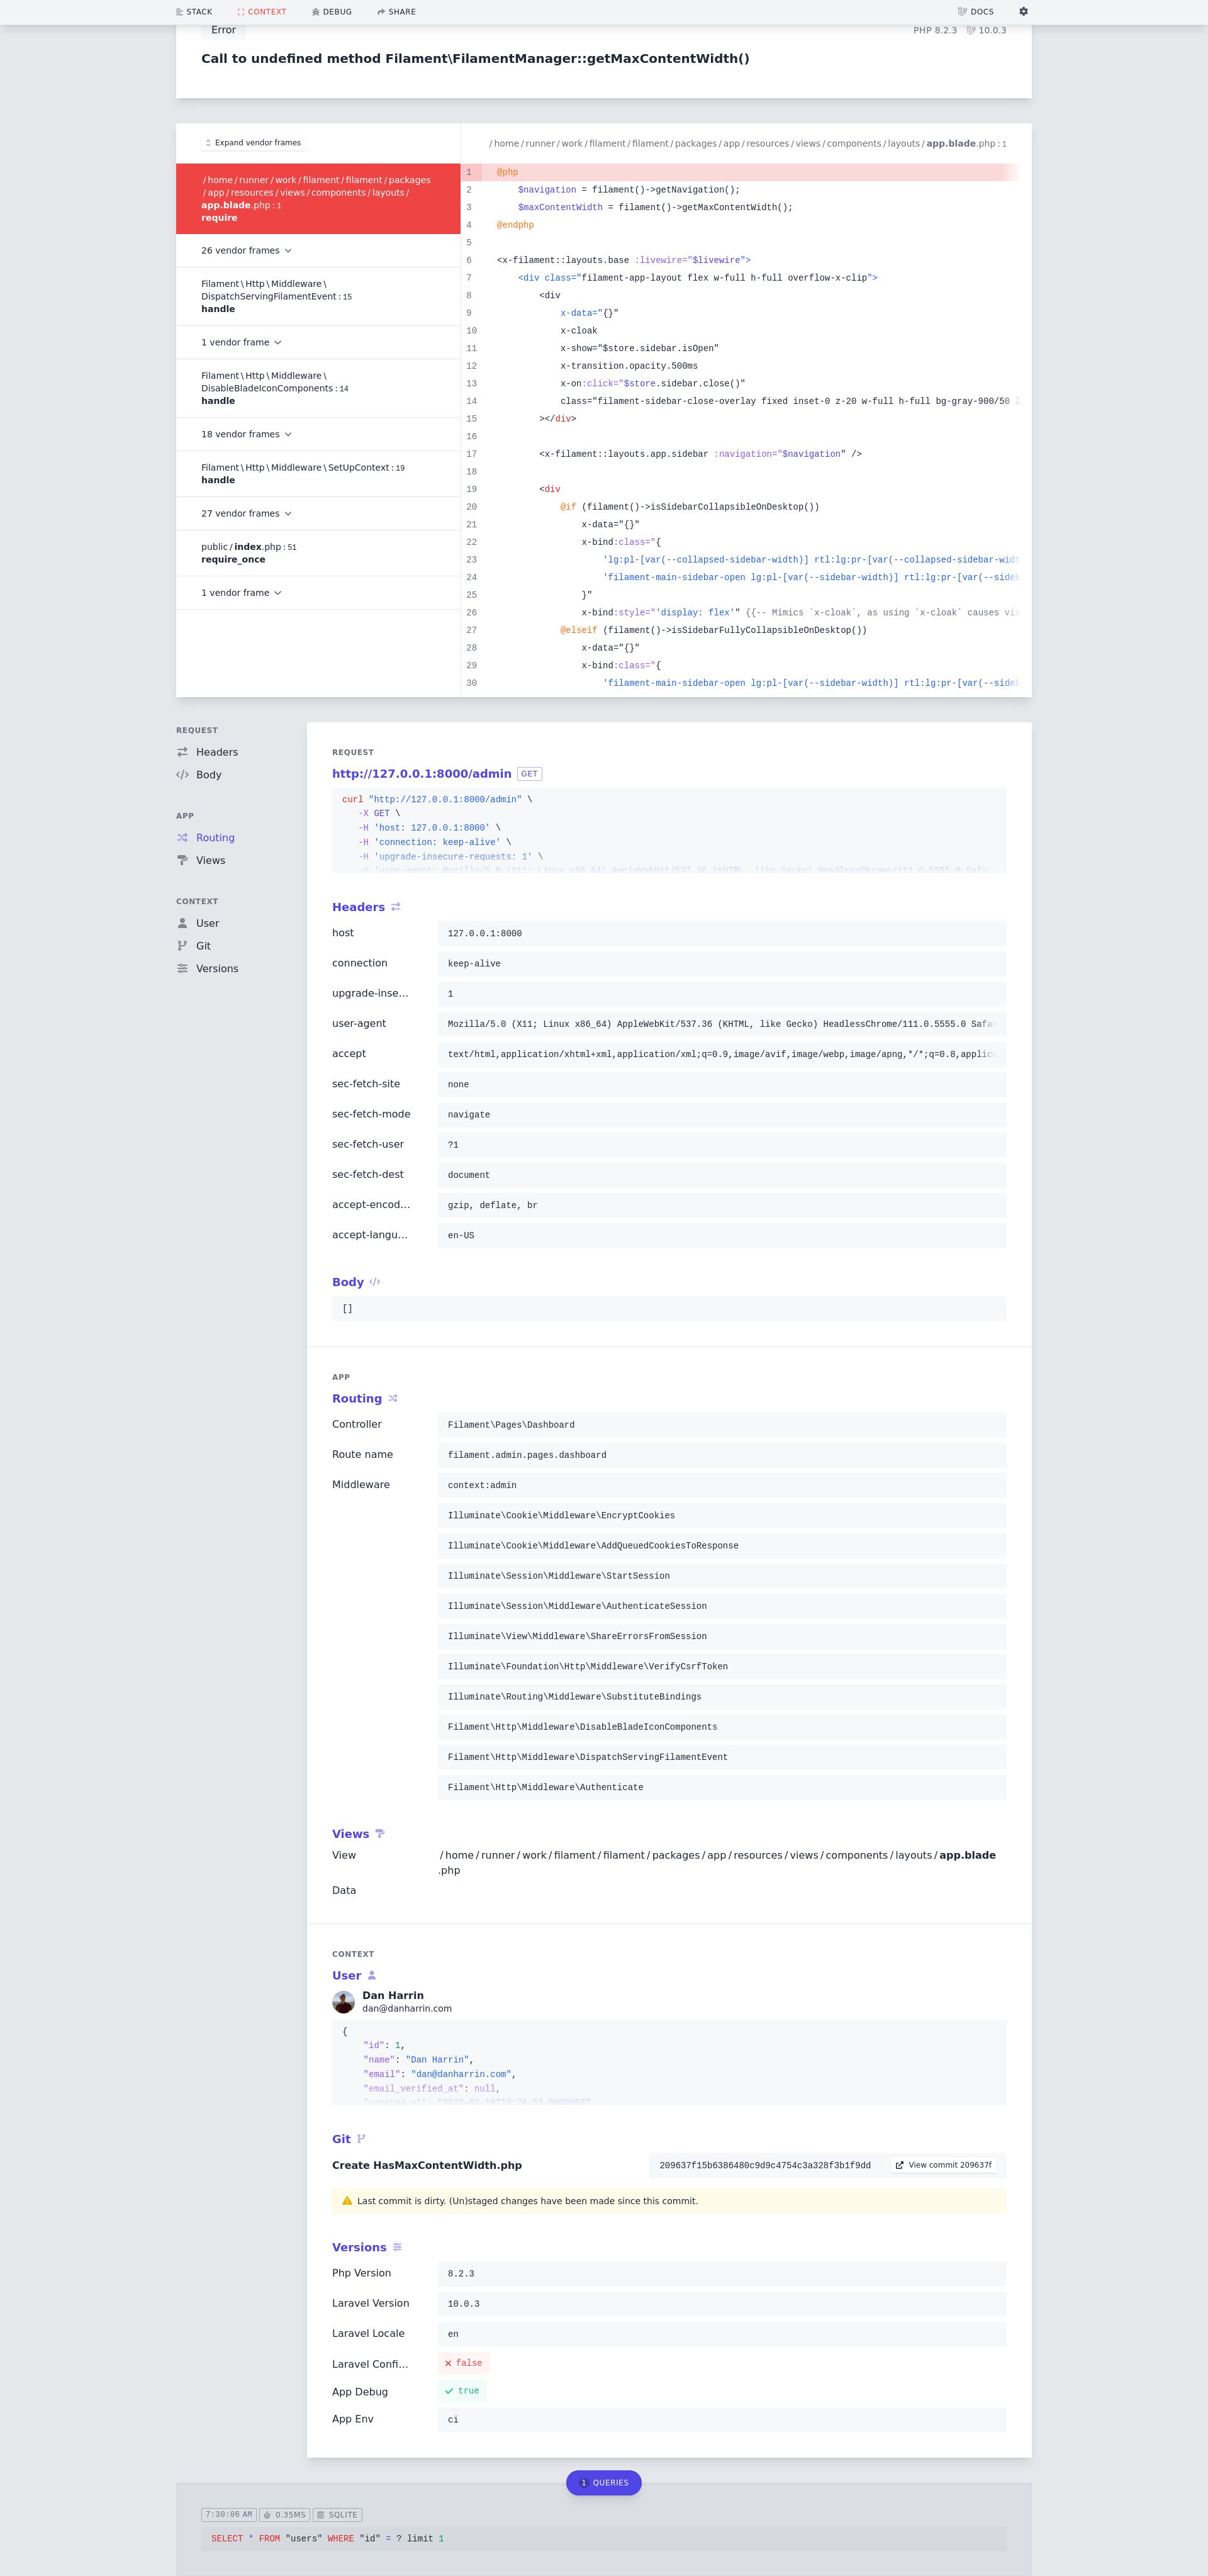 STACK CONTEXT DEBUG SHARE DOCS
Error PHP 8.2.3 10.0.3
Call to undefined method Filament\FilamentManager::getMaxContentWidth()
Expand vendor frames
/home/runner/work/filament/filament/packages
/app/resources/views/components/layouts/
app.blade.php:1
require
26 vendor frames
Filament\Http\Middleware\
DispatchServingFilamentEvent:15
handle
1 vendor frame
Filament\Http\Middleware\
DisableBladeIconComponents:14
handle
18 vendor frames
Filament\Http\Middleware\SetUpContext:19
handle
27 vendor frames
public/index.php:51
require_once
1 vendor frame
/home/runner/work/filament/filament/packages/app/resources/views/components/layouts/app.blade.php:1
1 @php
2 $navigation = filament()->getNavigation();
3 $maxContentWidth = filament()->getMaxContentWidth();
4 @endphp
5
6 <x-filament::layouts.base :livewire="$livewire">
7 <div class="filament-app-layout flex w-full h-full overflow-x-clip">
8 <div
9 x-data="{}"
10 x-cloak
11 x-show="$store.sidebar.isOpen"
12 x-transition.opacity.500ms
13 x-on:click="$store.sidebar.close()"
14 class="filament-sidebar-close-overlay fixed inset-0 z-20 w-full h-full bg-gray-900/50
15 ></div>
16
17 <x-filament::layouts.app.sidebar :navigation="$navigation" />
18
19 <div
20 @if (filament()->isSidebarCollapsibleOnDesktop())
21 x-data="{}"
22 x-bind:class="{
23 'lg:pl-[var(--collapsed-sidebar-width)] rtl:lg:pr-[var(--collapsed-sidebar-widt
24 'filament-main-sidebar-open lg:pl-[var(--sidebar-width)] rtl:lg:pr-[var(--sideb
25 }"
26 x-bind:style="'display: flex'" {{-- Mimics `x-cloak`, as using `x-cloak` causes vis
27 @elseif (filament()->isSidebarFullyCollapsibleOnDesktop())
28 x-data="{}"
29 x-bind:class="{
30 'filament-main-sidebar-open lg:pl-[var(--sidebar-width)] rtl:lg:pr-[var(--sideb
REQUEST
Headers
Body
APP
Routing
Views
CONTEXT
User
Git
Versions
REQUEST
http://127.0.0.1:8000/admin GET
curl "http://127.0.0.1:8000/admin" \
-X GET \
-H 'host: 127.0.0.1:8000' \
-H 'connection: keep-alive' \
-H 'upgrade-insecure-requests: 1' \
-H 'user-agent: Mozilla/5.0 (X11; Linux x86_64) AppleWebKit/537.36 (KHTML, like Gecko) HeadlessChrome/111.0.5555.0 Safa
Headers
host 127.0.0.1:8000
connection keep-alive
upgrade-inse… 1
user-agent Mozilla/5.0 (X11; Linux x86_64) AppleWebKit/537.36 (KHTML, like Gecko) HeadlessChrome/111.0.5555.0 Safa
accept text/html,application/xhtml+xml,application/xml;q=0.9,image/avif,image/webp,image/apng,*/*;q=0.8,applica
sec-fetch-site none
sec-fetch-mode navigate
sec-fetch-user ?1
sec-fetch-dest document
accept-encod… gzip, deflate, br
accept-langu… en-US
Body
[]
APP
Routing
Controller Filament\Pages\Dashboard
Route name filament.admin.pages.dashboard
Middleware context:admin
Illuminate\Cookie\Middleware\EncryptCookies
Illuminate\Cookie\Middleware\AddQueuedCookiesToResponse
Illuminate\Session\Middleware\StartSession
Illuminate\Session\Middleware\AuthenticateSession
Illuminate\View\Middleware\ShareErrorsFromSession
Illuminate\Foundation\Http\Middleware\VerifyCsrfToken
Illuminate\Routing\Middleware\SubstituteBindings
Filament\Http\Middleware\DisableBladeIconComponents
Filament\Http\Middleware\DispatchServingFilamentEvent
Filament\Http\Middleware\Authenticate
Views
View /home/runner/work/filament/filament/packages/app/resources/views/components/layouts/app.blade
.php
Data
CONTEXT
User
Dan Harrin
dan@danharrin.com
{
"id": 1,
"name": "Dan Harrin",
"email": "dan@danharrin.com",
"email_verified_at": null,
Git
Create HasMaxContentWidth.php 209637f15b6386480c9d9c4754c3a328f3b1f9dd View commit 209637f
Last commit is dirty. (Un)staged changes have been made since this commit.
Versions
Php Version 8.2.3
Laravel Version 10.0.3
Laravel Locale en
Laravel Confi… false
App Debug true
App Env ci
1 QUERIES
7:30:06 AM 0.35MS SQLITE
SELECT * FROM "users" WHERE "id" = ? limit 1